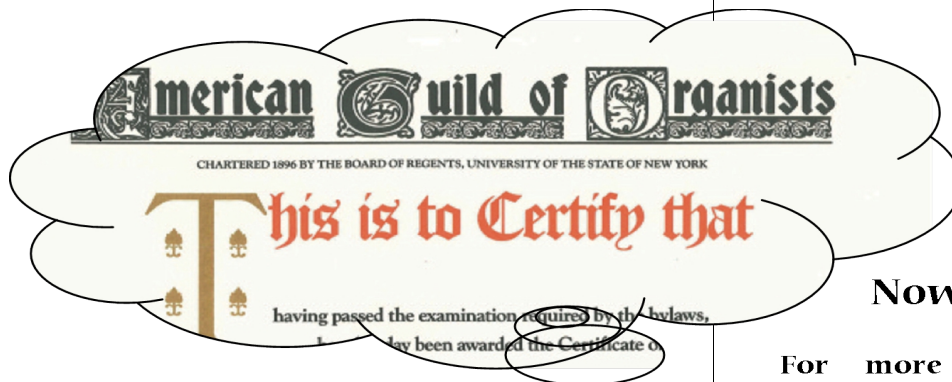 American Guild of Organists
CHARTERED 1896 BY THE BOARD OF REGENTS, UNIVERSITY OF THE STATE OF NEW YORK
This is to Certify that
having passed the examination required by the bylaws,
been awarded the Certificate
Now
For more